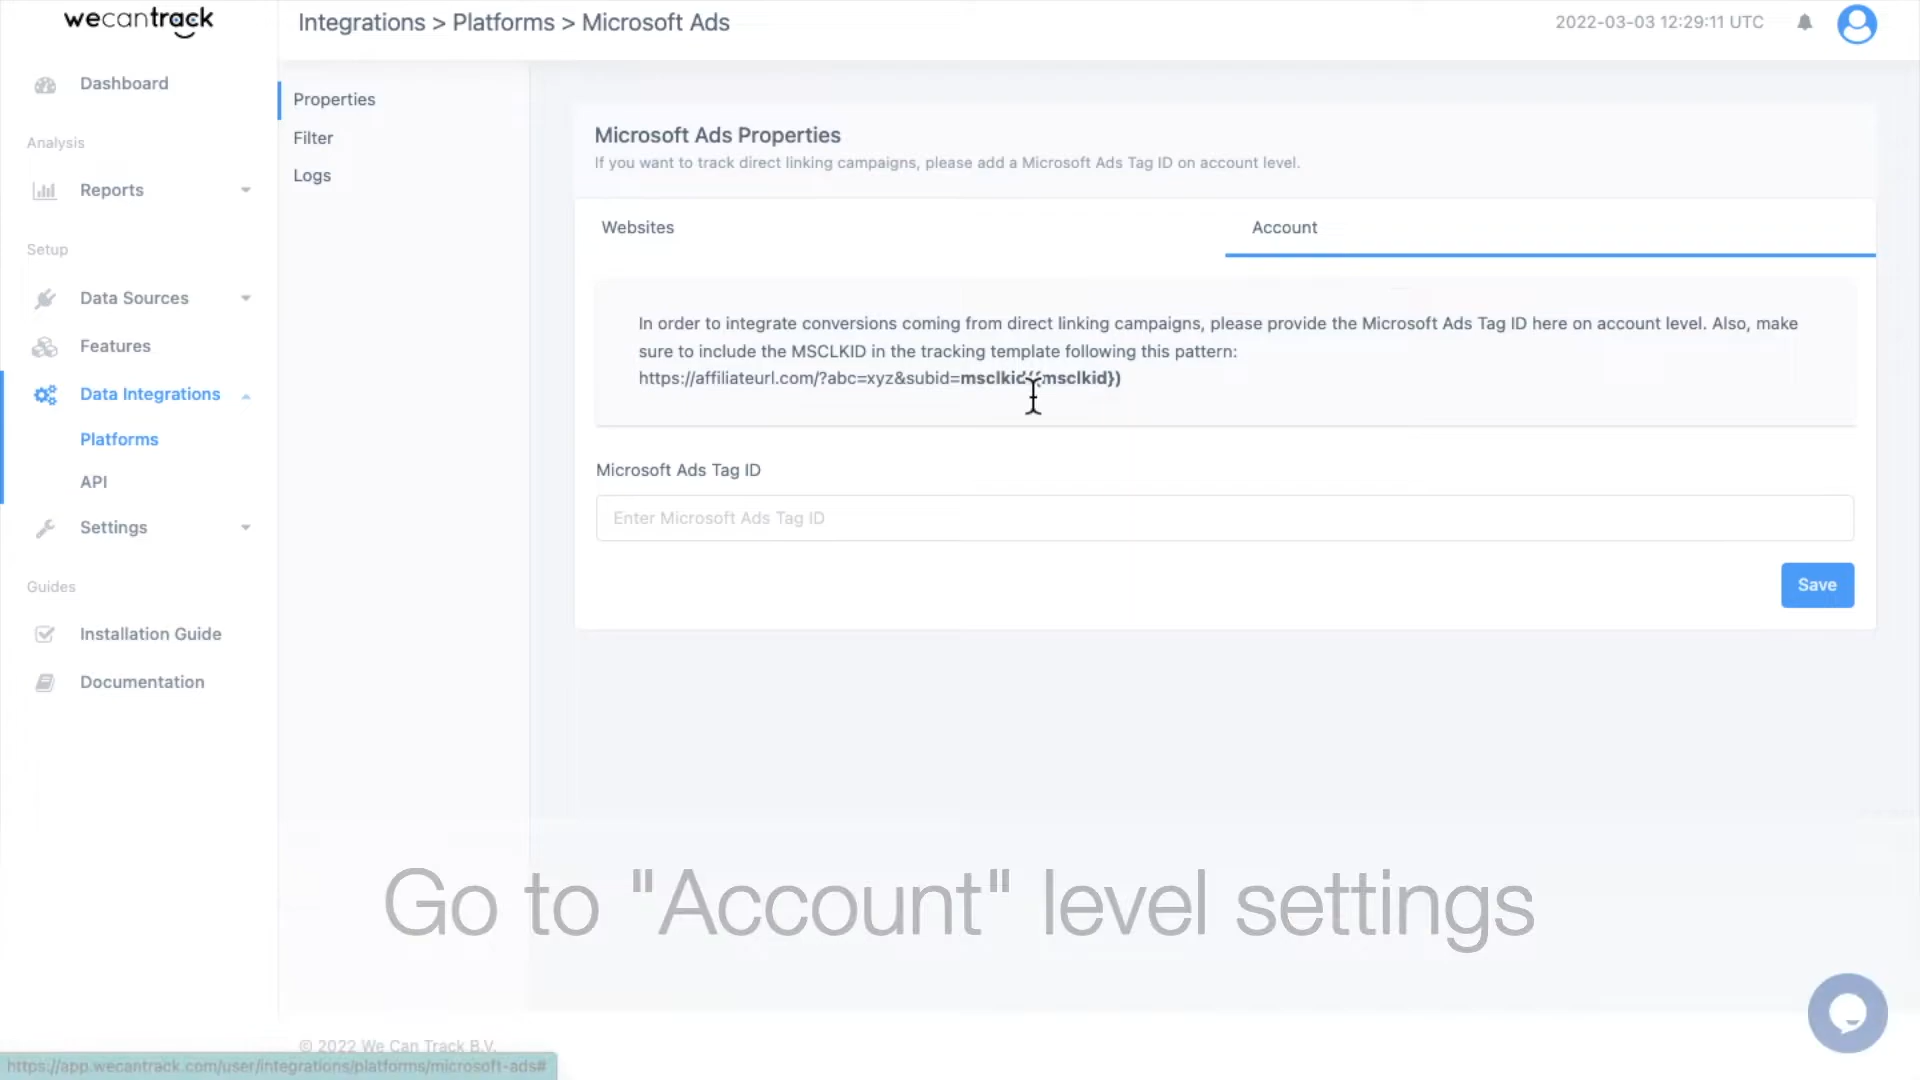 wecantrack
Integrations > Platforms > Microsoft Ads
2022-03-03 12:29:11 UTC
Dashboard
Analysis
Reports
Setup
Data Sources
Features
Data Integrations
Platforms
API
Settings
Guides
Installation Guide
Documentation
Properties
Filter
Logs
Microsoft Ads Properties
If you want to track direct linking campaigns, please add a Microsoft Ads Tag ID on account level.
Websites
Account
In order to integrate conversions coming from direct linking campaigns, please provide the Microsoft Ads Tag ID here on account level. Also, make
sure to include the MSCLKID in the tracking template following this pattern:
https://affiliateurl.com/?abc=xyz&subid=msclkid({msclkid})
Microsoft Ads Tag ID
Enter Microsoft Ads Tag ID
Save
Go to "Account" level settings
© 2022 We Can Track B.V.
https://app.wecantrack.com/user/integrations/platforms/microsoft-ads#